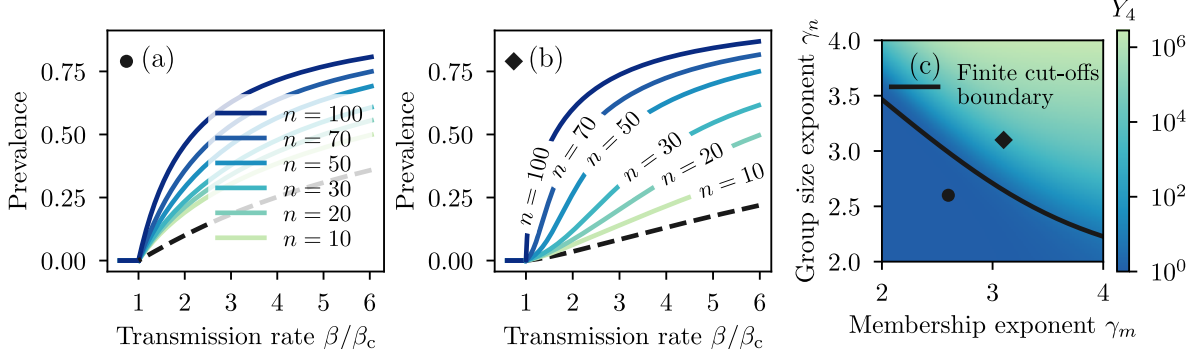 (a)
Prevalence
0.75
0.50
0.25
0.00
n = 100
n = 70
n = 50
n = 30
n = 20
n = 10
1 2 3 4 5 6
Transmission rate β/βc
(b)
Prevalence
0.75
0.50
0.25
0.00
n = 100
n = 70
n = 50
n = 30
n = 20
n = 10
1 2 3 4 5 6
Transmission rate β/βc
(c)
Finite cut-offs
boundary
Group size exponent γn
4.0
3.5
3.0
2.5
2.0
2 3 4
Membership exponent γm
Y4
10^6
10^4
10^2
10^0